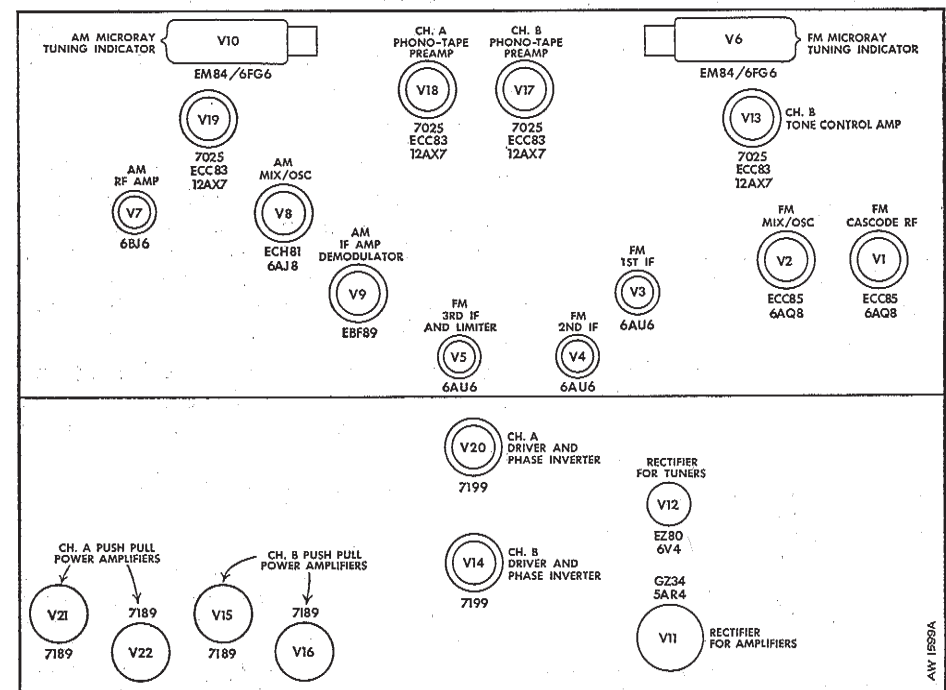 AM MICRORAY
TUNING INDICATOR
V10
EM84/6FG6
CH. A
PHONO-TAPE
PREAMP
V18
7025
ECC83
12AX7
CH. B
PHONO-TAPE
PREAMP
V17
7025
ECC83
12AX7
V6
FM MICRORAY
TUNING INDICATOR
EM84/6FG6
V19
7025
ECC83
12AX7
V13
CH. B
TONE CONTROL AMP
7025
ECC83
12AX7
AM
RF AMP
V7
6BJ6
AM
MIX/OSC
V8
ECH81
6AJ8
AM
IF AMP
DEMODULATOR
V9
EBF89
FM
3RD IF
AND LIMITER
V5
6AU6
FM
2ND IF
V4
6AU6
FM
1ST IF
V3
6AU6
FM
MIX/OSC
V2
ECC85
6AQ8
FM
CASCODE RF
V1
ECC85
6AQ8
V20
CH. A
DRIVER AND
PHASE INVERTER
7199
RECTIFIER
FOR TUNERS
V12
EZ80
6V4
V14
CH. B
DRIVER AND
PHASE INVERTER
7199
GZ34
5AR4
V11
RECTIFIER
FOR AMPLIFIERS
CH. A PUSH PULL
POWER AMPLIFIERS
V21
7189
7189
V22
CH. B PUSH PULL
POWER AMPLIFIERS
V15
7189
7189
V16
AW 1599A